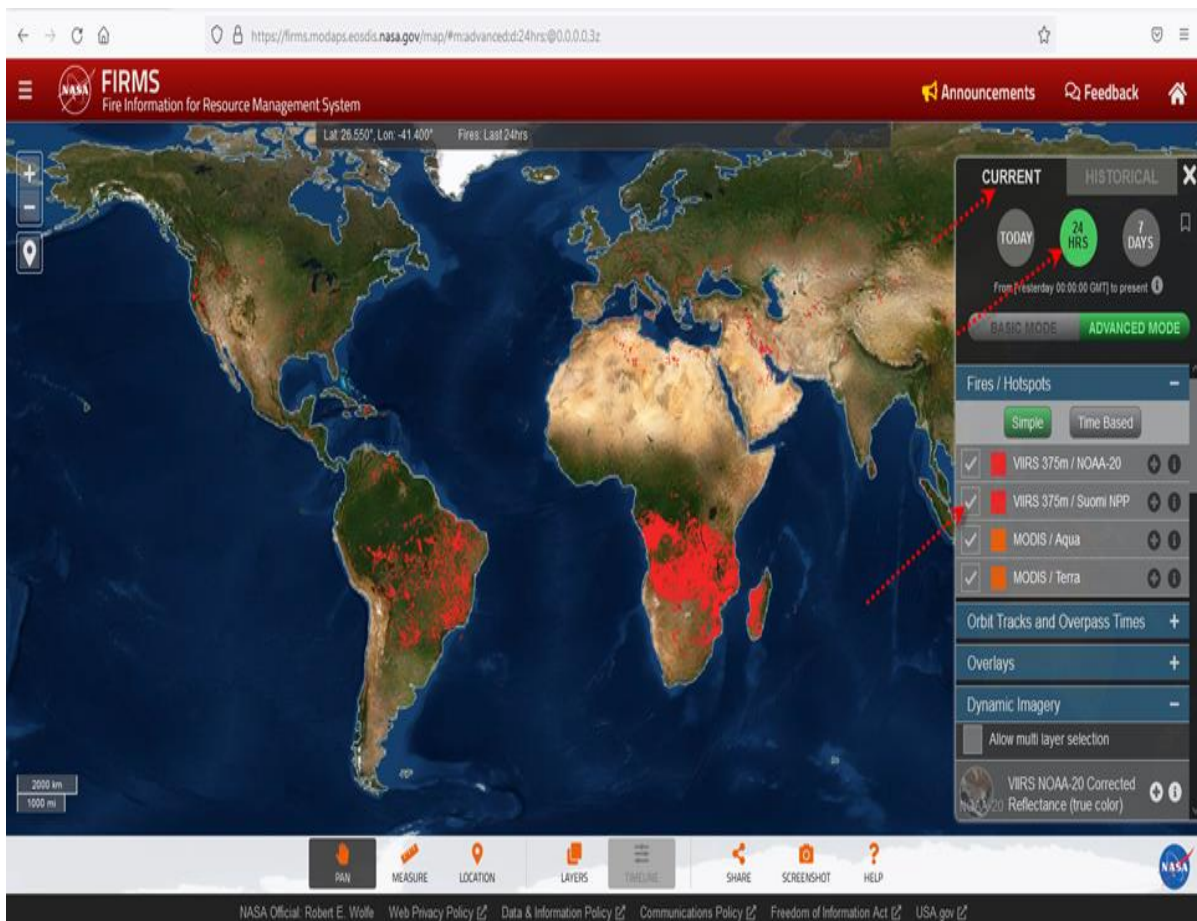 https://firms.modaps.eosdis.nasa.gov/map/#m:advanced;d:24hrs;@0.0,0.0,3z
NASA
FIRMS
Fire Information for Resource Management System
Announcements
Feedback
Lat: 26.550°, Lon: -41.400° Fires: Last 24hrs
+
−
CURRENT
HISTORICAL
X
TODAY
24 HRS
7 DAYS
From [Yesterday 00:00:00 GMT] to present
BASIC MODE
ADVANCED MODE
Fires / Hotspots
Simple
Time Based
VIIRS 375m / NOAA-20
VIIRS 375m / Suomi NPP
MODIS / Aqua
MODIS / Terra
Orbit Tracks and Overpass Times
Overlays
Dynamic Imagery
Allow multi layer selection
VIIRS NOAA-20 Corrected
NOAA-20 Reflectance (true color)
2000 km
1000 mi
PAN
MEASURE
LOCATION
LAYERS
TIMELINE
SHARE
SCREENSHOT
HELP
NASA
NASA Official: Robert E. Wolfe Web Privacy Policy Data & Information Policy Communications Policy Freedom of Information Act USA.gov